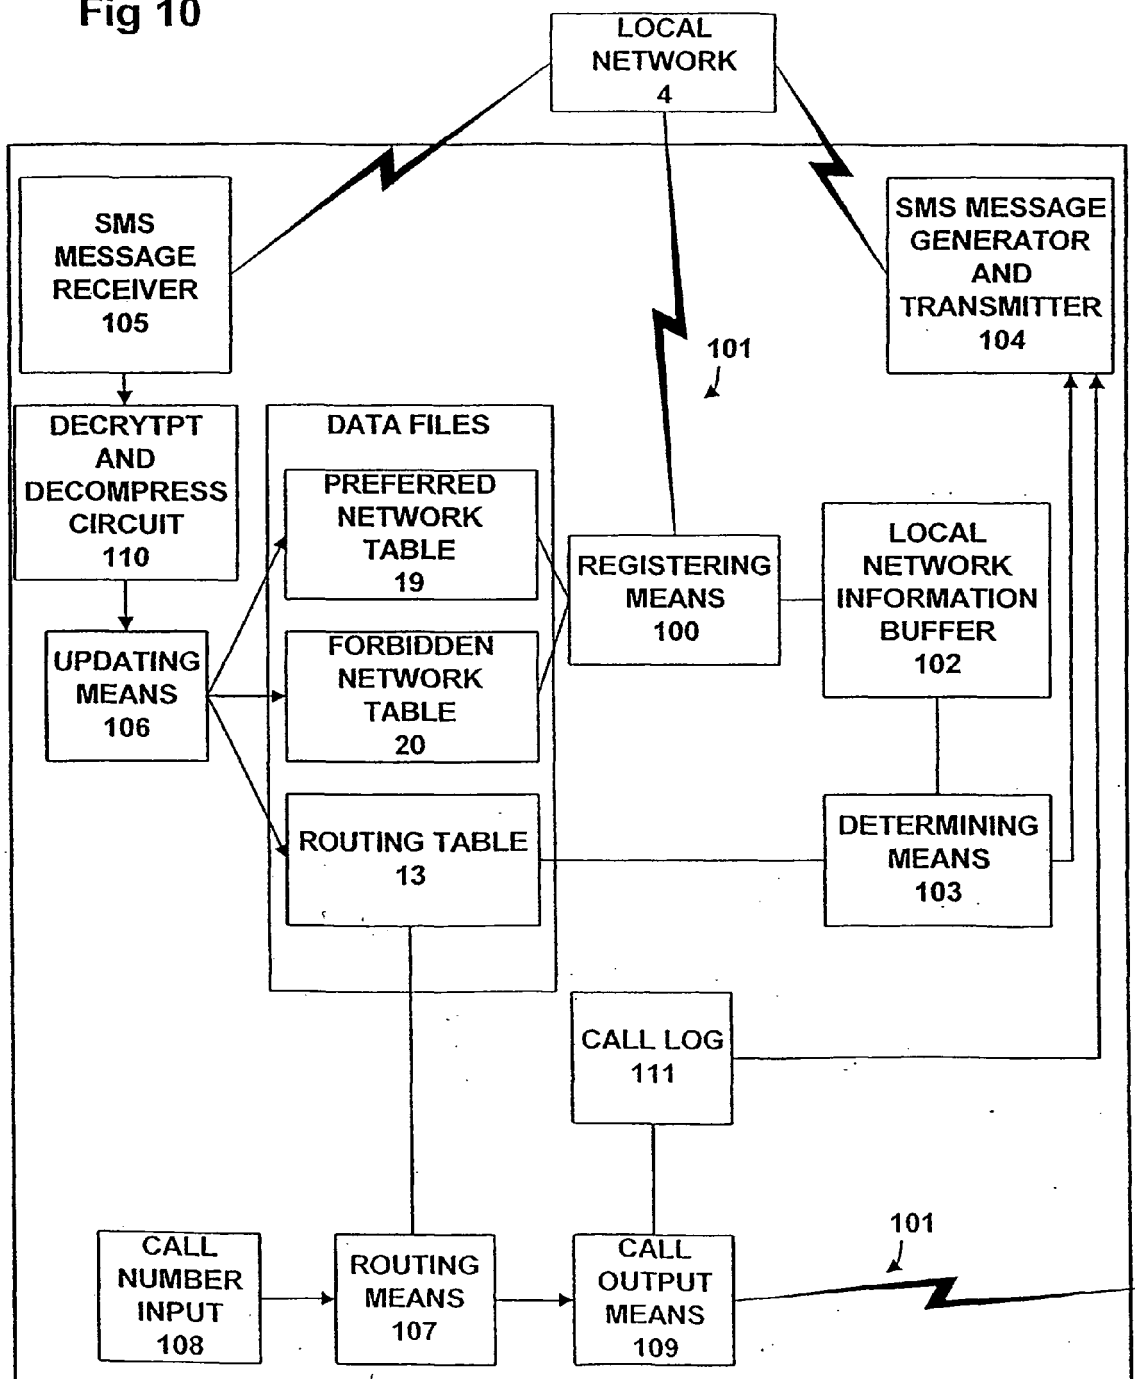 Fig 10
LOCAL
NETWORK
4
SMS
MESSAGE
RECEIVER
105
SMS MESSAGE
GENERATOR
AND
TRANSMITTER
104
101
DECRYTPT
AND
DECOMPRESS
CIRCUIT
110
DATA FILES
PREFERRED
NETWORK
TABLE
19
REGISTERING
MEANS
100
LOCAL
NETWORK
INFORMATION
BUFFER
102
UPDATING
MEANS
106
FORBIDDEN
NETWORK
TABLE
20
ROUTING TABLE
13
DETERMINING
MEANS
103
CALL LOG
111
CALL
NUMBER
INPUT
108
ROUTING
MEANS
107
CALL
OUTPUT
MEANS
109
101